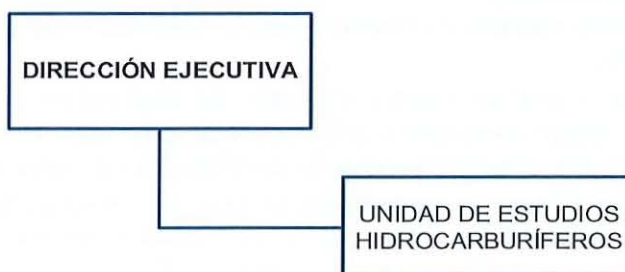 DIRECCIÓN EJECUTIVA
UNIDAD DE ESTUDIOS
HIDROCARBURÍFEROS